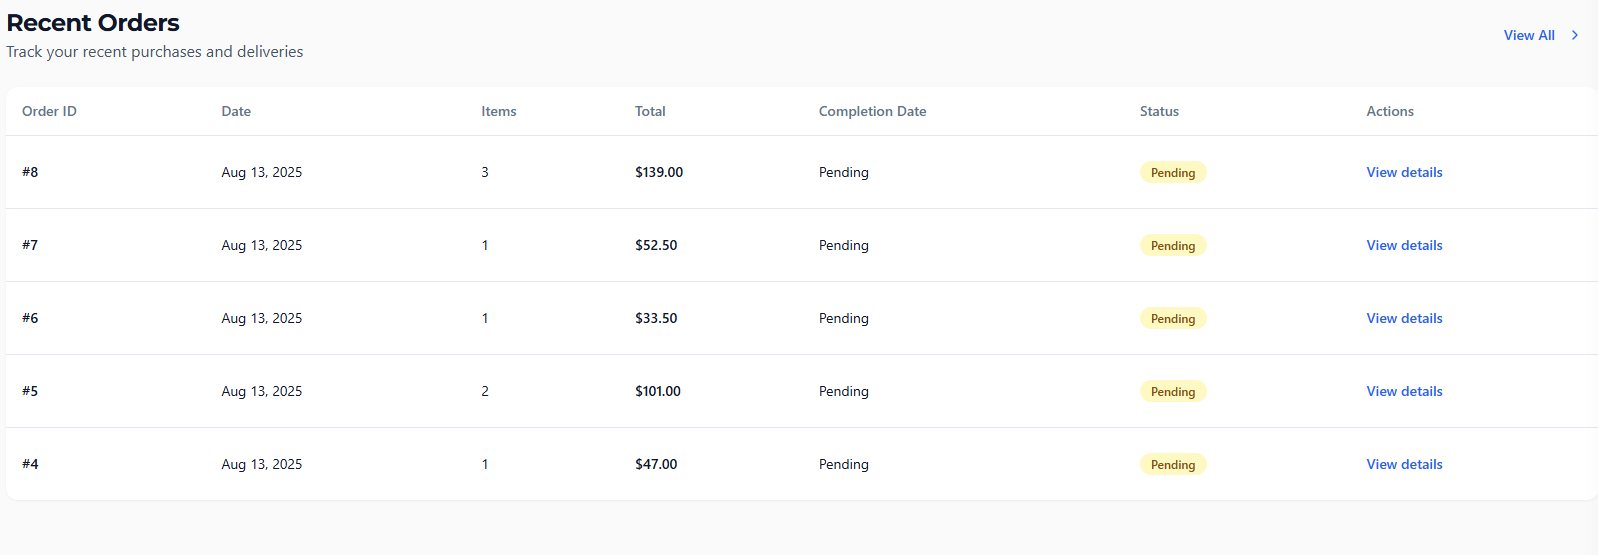 Recent Orders
Track your recent purchases and deliveries
View All
Order ID Date Items Total Completion Date Status Actions
#8 Aug 13, 2025 3 $139.00 Pending Pending View details
#7 Aug 13, 2025 1 $52.50 Pending Pending View details
#6 Aug 13, 2025 1 $33.50 Pending Pending View details
#5 Aug 13, 2025 2 $101.00 Pending Pending View details
#4 Aug 13, 2025 1 $47.00 Pending Pending View details